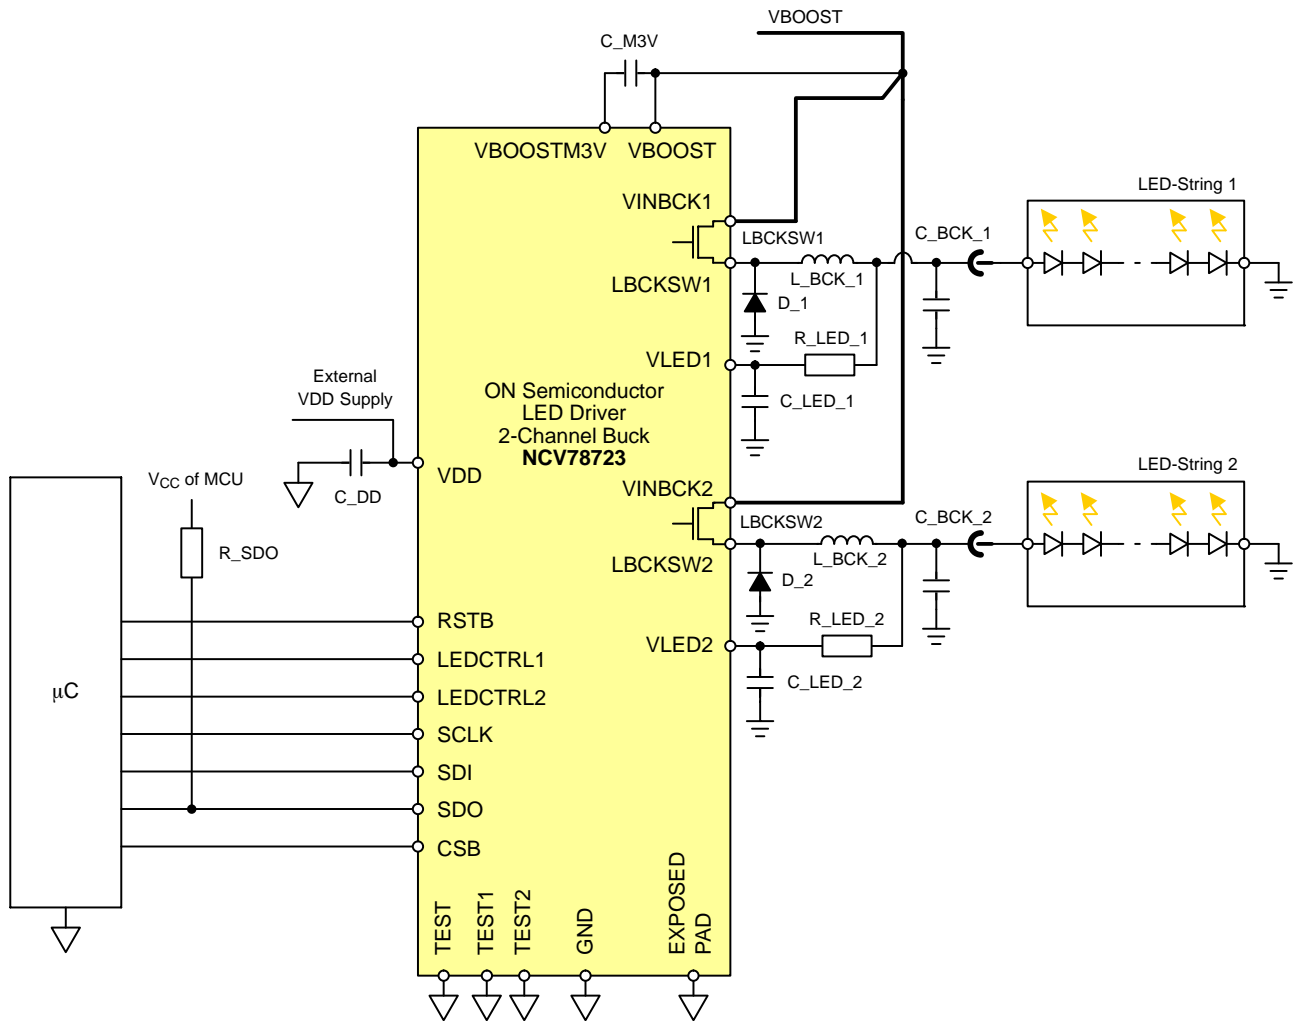 VBOOST
C_M3V
VBOOSTM3V
VBOOST
VINBCK1
LBCKSW1
LBCKSW1
L_BCK_1
C_BCK_1
LED-String 1
D_1
R_LED_1
VLED1
C_LED_1
External
VDD Supply
ON Semiconductor
LED Driver
2-Channel Buck
NCV78723
VDD
C_DD
VCC of MCU
R_SDO
VINBCK2
LBCKSW2
LBCKSW2
L_BCK_2
C_BCK_2
LED-String 2
D_2
R_LED_2
VLED2
C_LED_2
μC
RSTB
LEDCTRL1
LEDCTRL2
SCLK
SDI
SDO
CSB
TEST
TEST1
TEST2
GND
EXPOSED
PAD